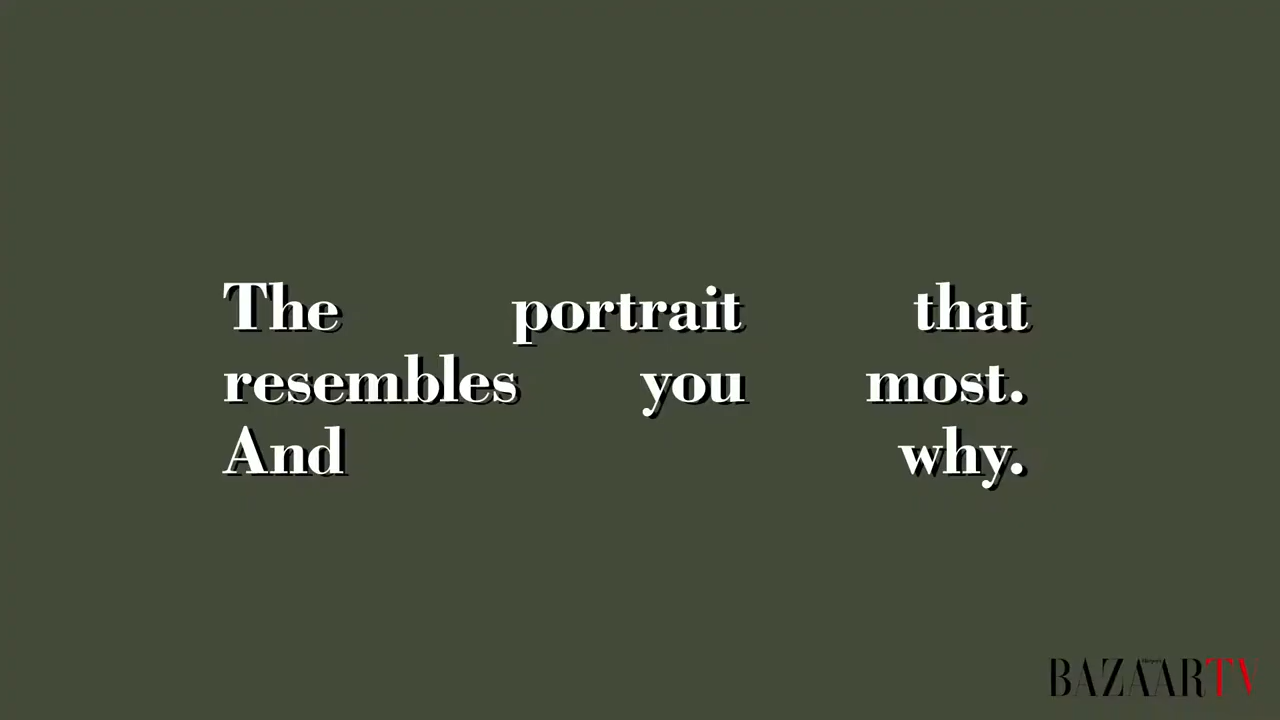 The portrait that
resembles you most.
And why.
BAZAARTV